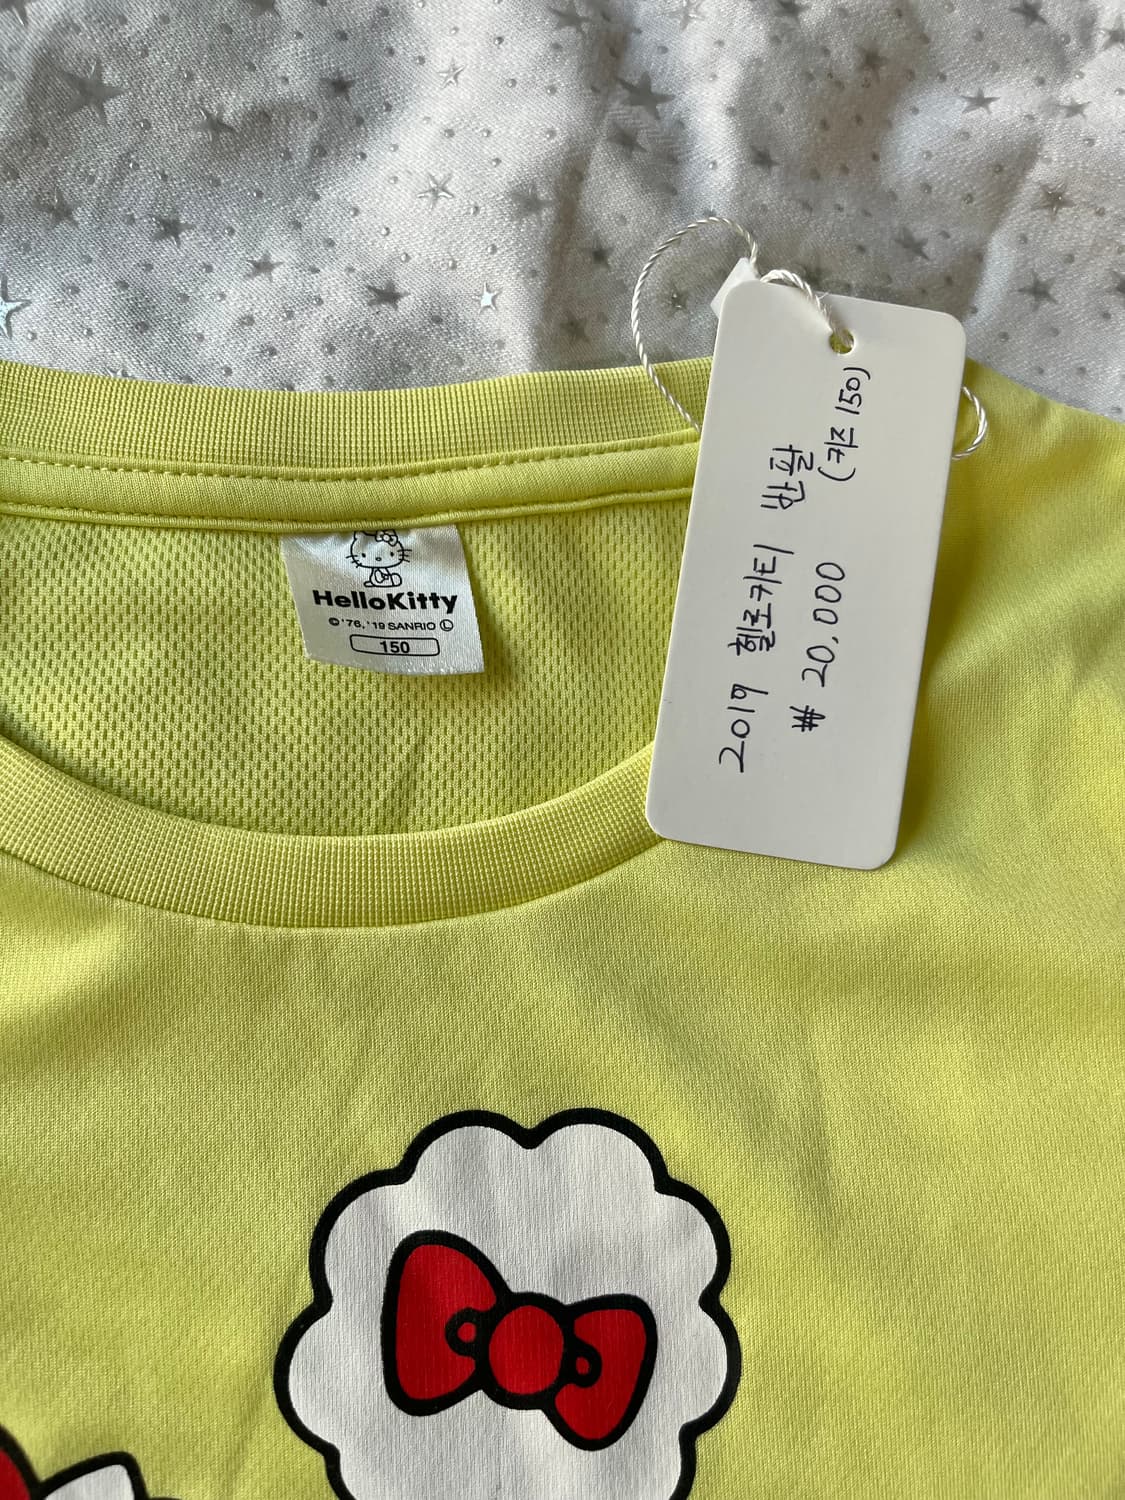 HelloKitty
©'76,'19 SANRIO Ⓛ
150
2019 헬로키티 반팔
(키즈 150)
₩ 20,000